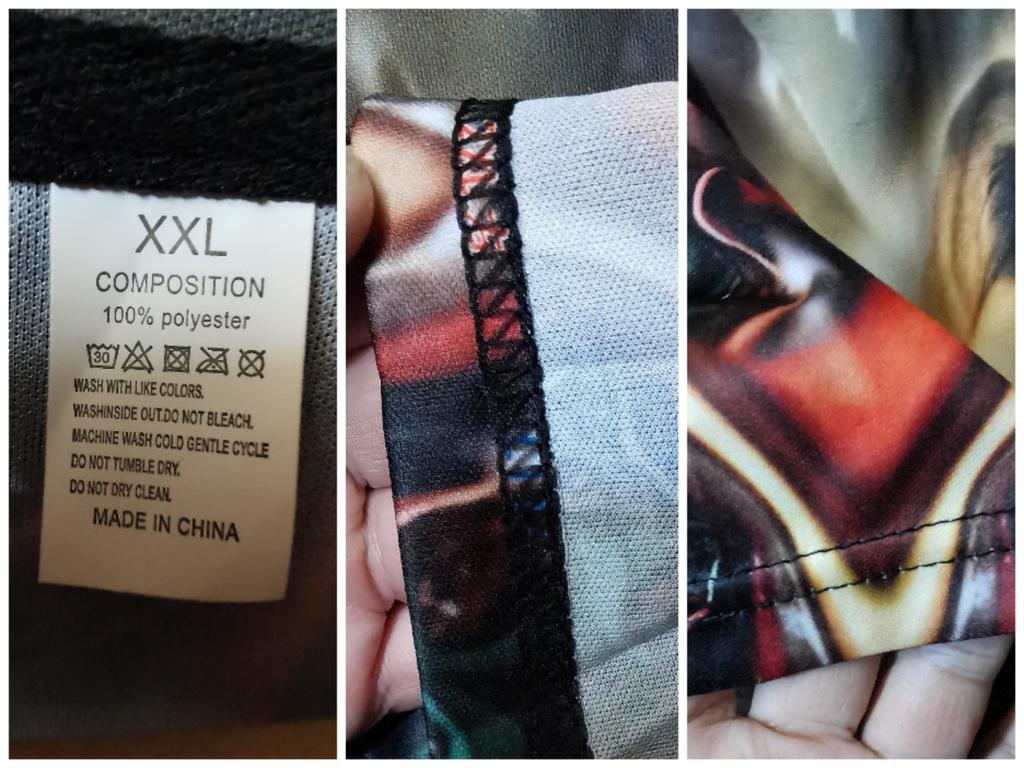 XXL
COMPOSITION
100% polyester
30
WASH WITH LIKE COLORS.
WASHINSIDE OUT.DO NOT BLEACH.
MACHINE WASH COLD GENTLE CYCLE
DO NOT TUMBLE DRY.
DO NOT DRY CLEAN.
MADE IN CHINA